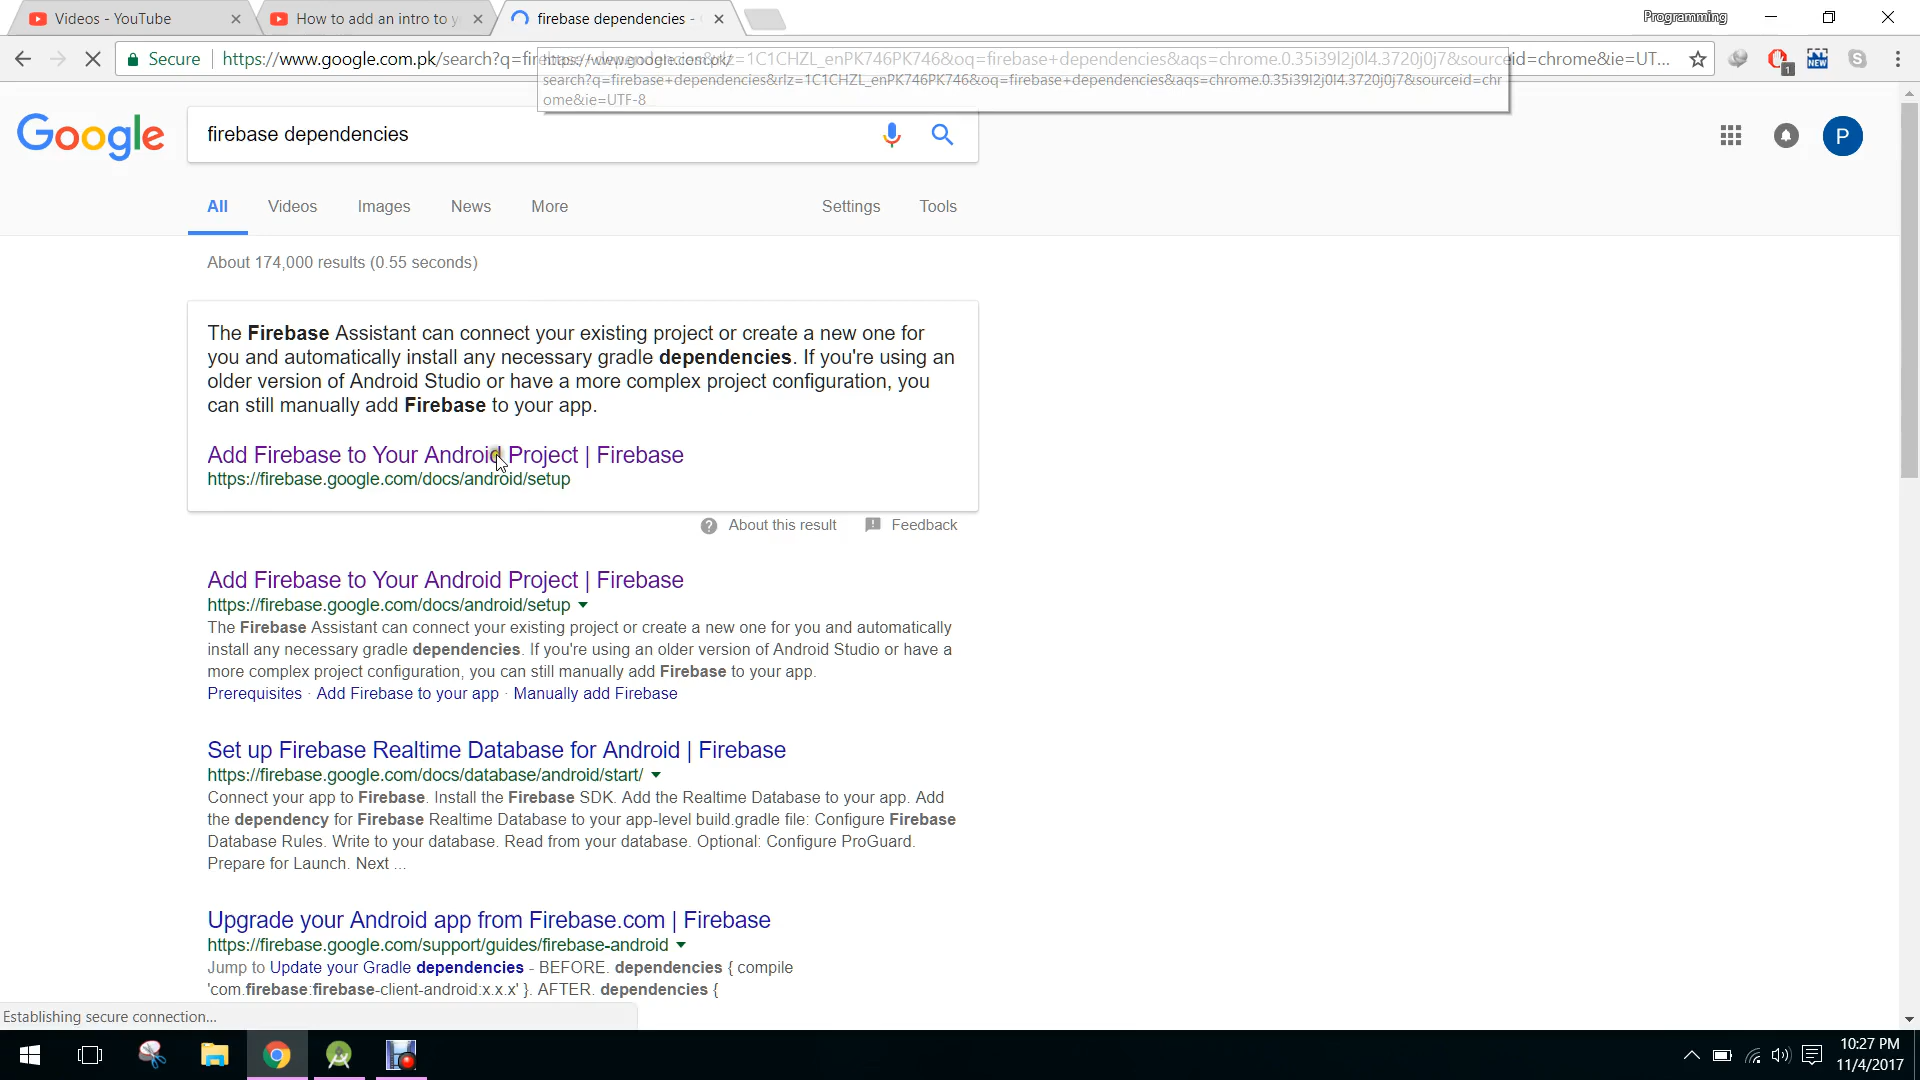 Videos - YouTube
How to add an intro to y
firebase dependencies -
Programming
Secure
https://www.google.com.pk/search?q=fir
id=chrome&ie=UT...
search?q=firebase+dependencies&rlz=1C1CHZL_enPK746PK746&oq=firebase+dependencies&aqs=chrome.0.35i39l2j0l4.3720j0j7&sourceid=chr
ome&ie=UTF-8
1
NEW
Google
firebase dependencies
P
All
Videos
Images
News
More
Settings
Tools
About 174,000 results (0.55 seconds)
The Firebase Assistant can connect your existing project or create a new one for
you and automatically install any necessary gradle dependencies. If you're using an
older version of Android Studio or have a more complex project configuration, you
can still manually add Firebase to your app.
Add Firebase to Your Android Project | Firebase
https://firebase.google.com/docs/android/setup
About this result
Feedback
Add Firebase to Your Android Project | Firebase
https://firebase.google.com/docs/android/setup
The Firebase Assistant can connect your existing project or create a new one for you and automatically
install any necessary gradle dependencies. If you're using an older version of Android Studio or have a
more complex project configuration, you can still manually add Firebase to your app.
Prerequisites · Add Firebase to your app · Manually add Firebase
Set up Firebase Realtime Database for Android | Firebase
https://firebase.google.com/docs/database/android/start/
Connect your app to Firebase. Install the Firebase SDK. Add the Realtime Database to your app. Add
the dependency for Firebase Realtime Database to your app-level build.gradle file: Configure Firebase
Database Rules. Write to your database. Read from your database. Optional: Configure ProGuard.
Prepare for Launch. Next ...
Upgrade your Android app from Firebase.com | Firebase
https://firebase.google.com/support/guides/firebase-android
Jump to Update your Gradle dependencies - BEFORE. dependencies { compile
'com.firebase:firebase-client-android:x.x.x' }. AFTER. dependencies {
Establishing secure connection...
10:27 PM
11/4/2017